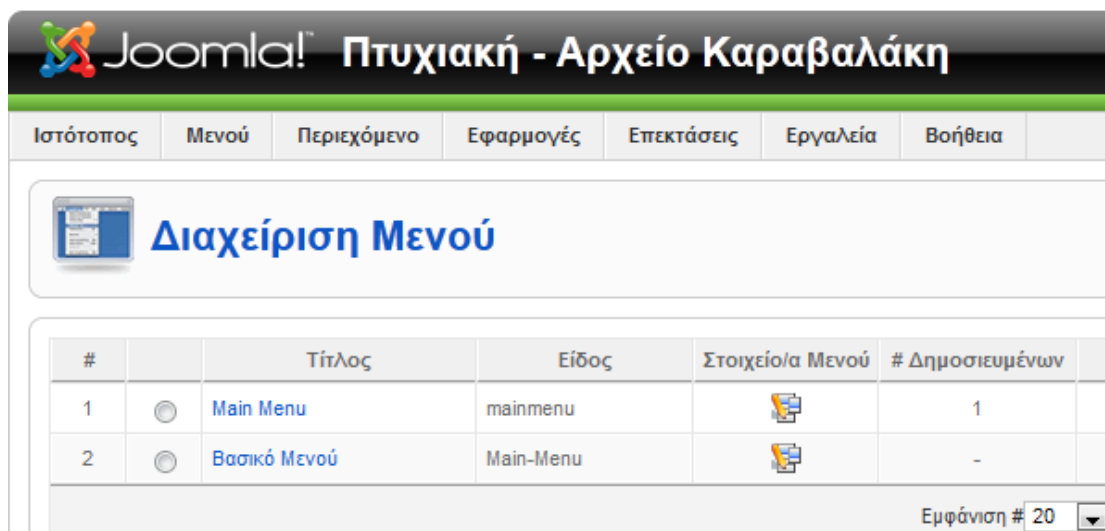 Joomla!™ Πτυχιακή - Αρχείο Καραβαλάκη
Ιστότοπος Μενού Περιεχόμενο Εφαρμογές Επεκτάσεις Εργαλεία Βοήθεια
Διαχείριση Μενού
# Τίτλος Είδος Στοιχείο/α Μενού # Δημοσιευμένων
1 Main Menu mainmenu 1
2 Βασικό Μενού Main-Menu -
Εμφάνιση # 20